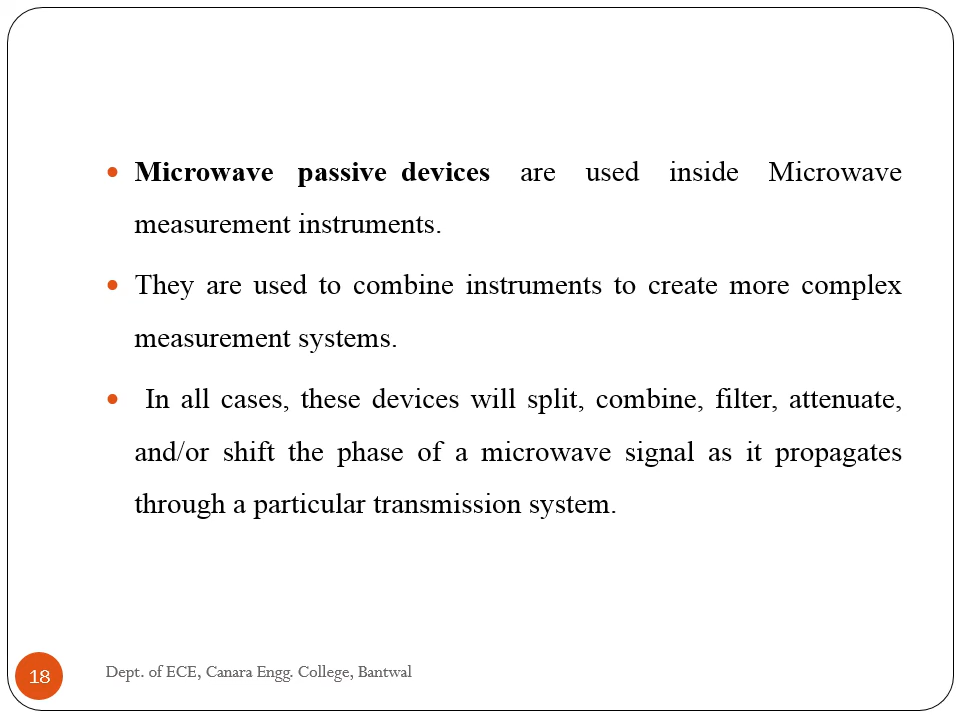 Microwave passive devices are used inside Microwave
measurement instruments.
They are used to combine instruments to create more complex
measurement systems.
In all cases, these devices will split, combine, filter, attenuate,
and/or shift the phase of a microwave signal as it propagates
through a particular transmission system.
18
Dept. of ECE, Canara Engg. College, Bantwal